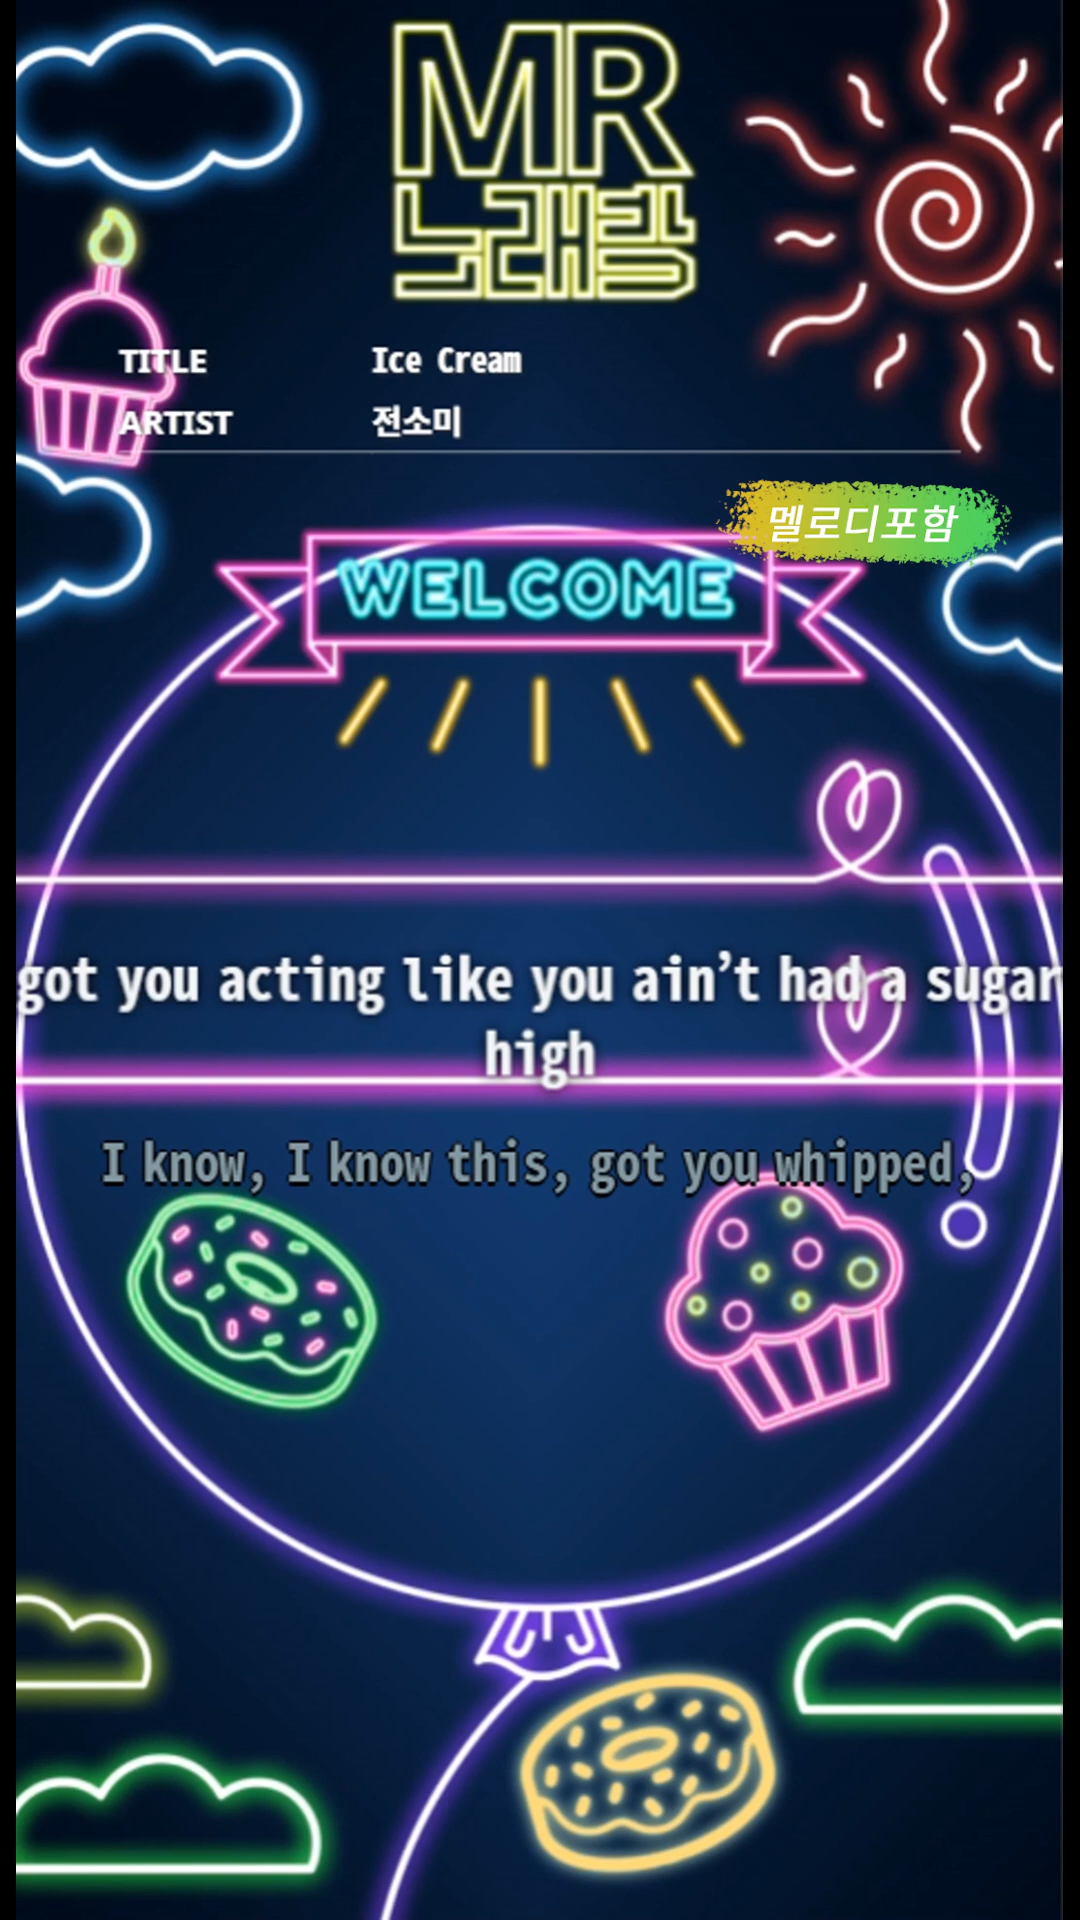 MR
노래방
TITLE Ice Cream
ARTIST 전소미
멜로디포함
WELCOME
got you acting like you ain’t had a sugar
high
I know, I know this, got you whipped,